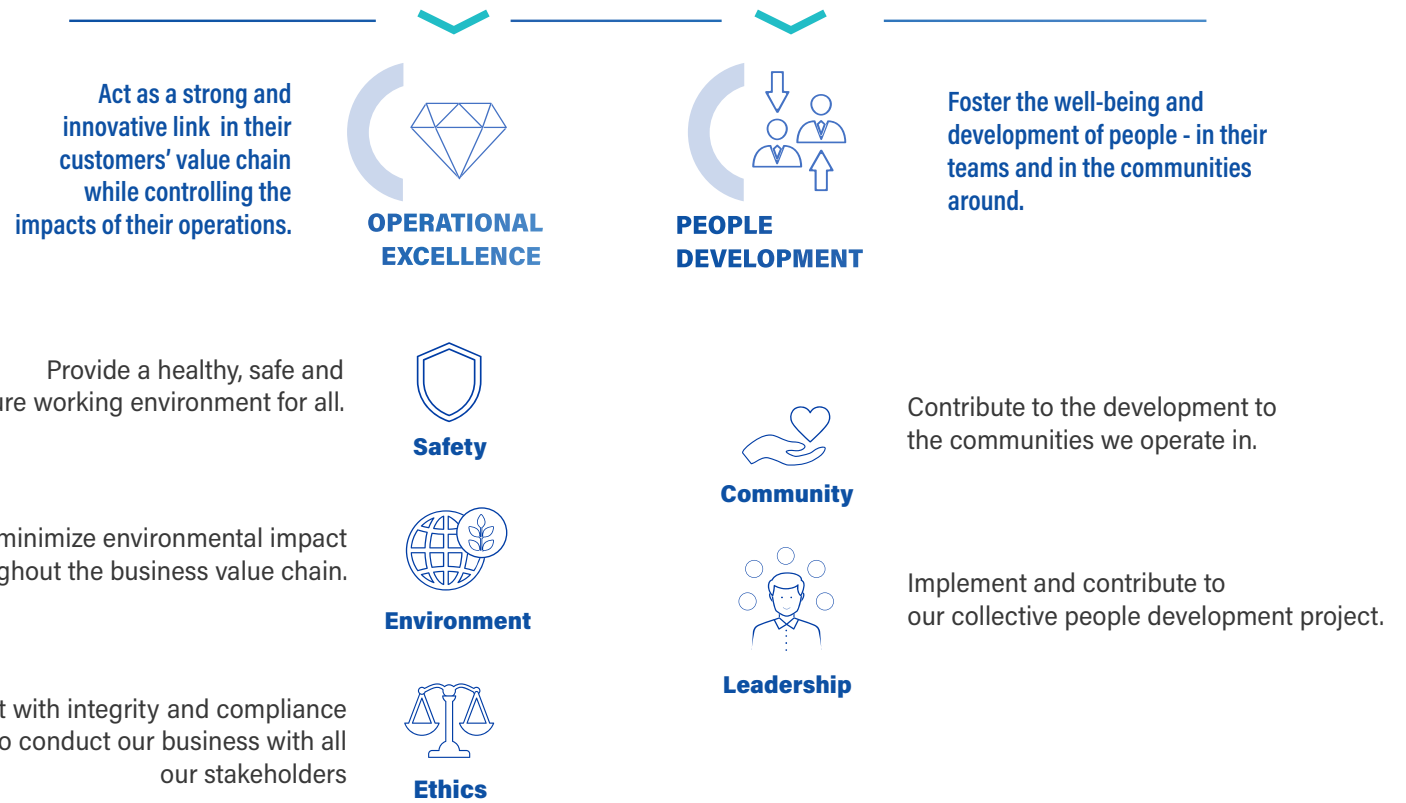 Act as a strong and
innovative link in their
customers' value chain
while controlling the
impacts of their operations.
OPERATIONAL
EXCELLENCE
PEOPLE
DEVELOPMENT
Foster the well-being and
development of people - in their
teams and in the communities
around.
Provide a healthy, safe and
working environment for all.
Safety
minimize environmental impact
the business value chain.
Environment
with integrity and compliance
conduct our business with all
our stakeholders
Ethics
Contribute to the development to
the communities we operate in.
Community
Implement and contribute to
our collective people development project.
Leadership